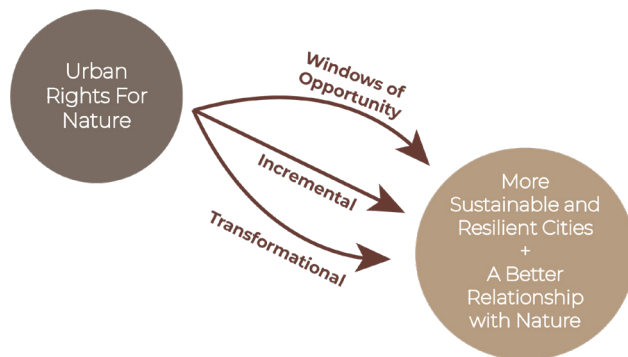 Urban
Rights For
Nature
Windows of
Opportunity
Incremental
Transformational
More
Sustainable and
Resilient Cities
+
A Better
Relationship
with Nature